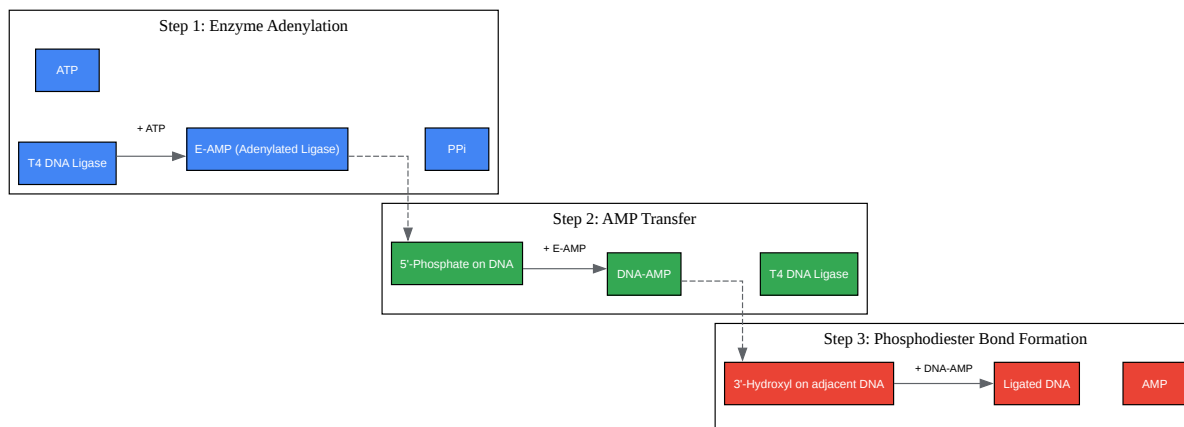 Step 1: Enzyme Adenylation
ATP
+ ATP
T4 DNA Ligase
E-AMP (Adenylated Ligase)
PPi
Step 2: AMP Transfer
5'-Phosphate on DNA
+ E-AMP
DNA-AMP
T4 DNA Ligase
Step 3: Phosphodiester Bond Formation
3'-Hydroxyl on adjacent DNA
+ DNA-AMP
Ligated DNA
AMP